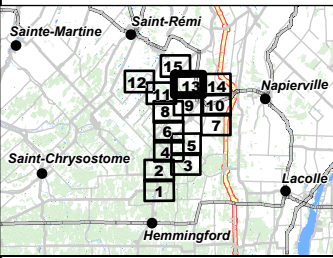 Saint-Rémi
Sainte-Martine
15
12
13
14
11
Napierville
9
10
8
7
6
5
4
Saint-Chrysostome
3
2
Lacolle
1
Hemmingford